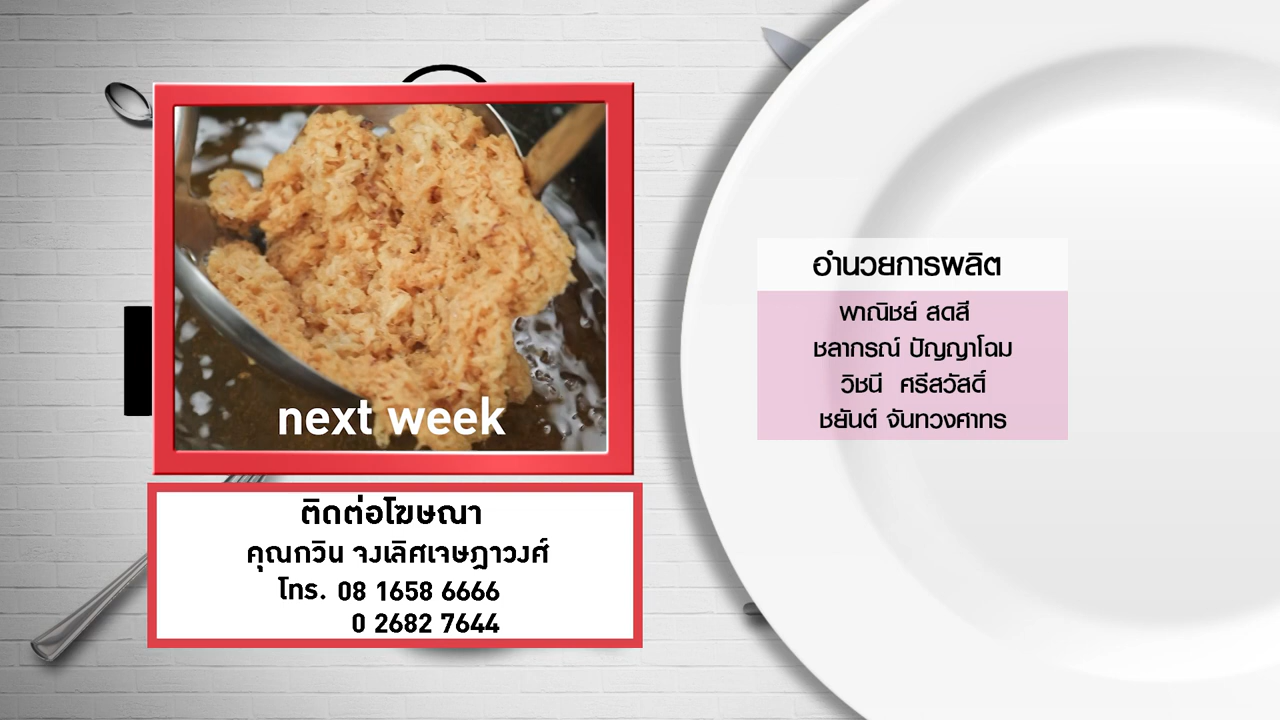 next week
ติดต่อโฆษณา
คุณกวิน จงเลิศเจษฎาวงศ์
โทร. 08 1658 6666
0 2682 7644
อำนวยการผลิต
พาณิชย์ สดสี
ชลากรณ์ ปัญญาโฉม
วิชนี ศรีสวัสดิ์
ชยันต์ จันทวงศาทร